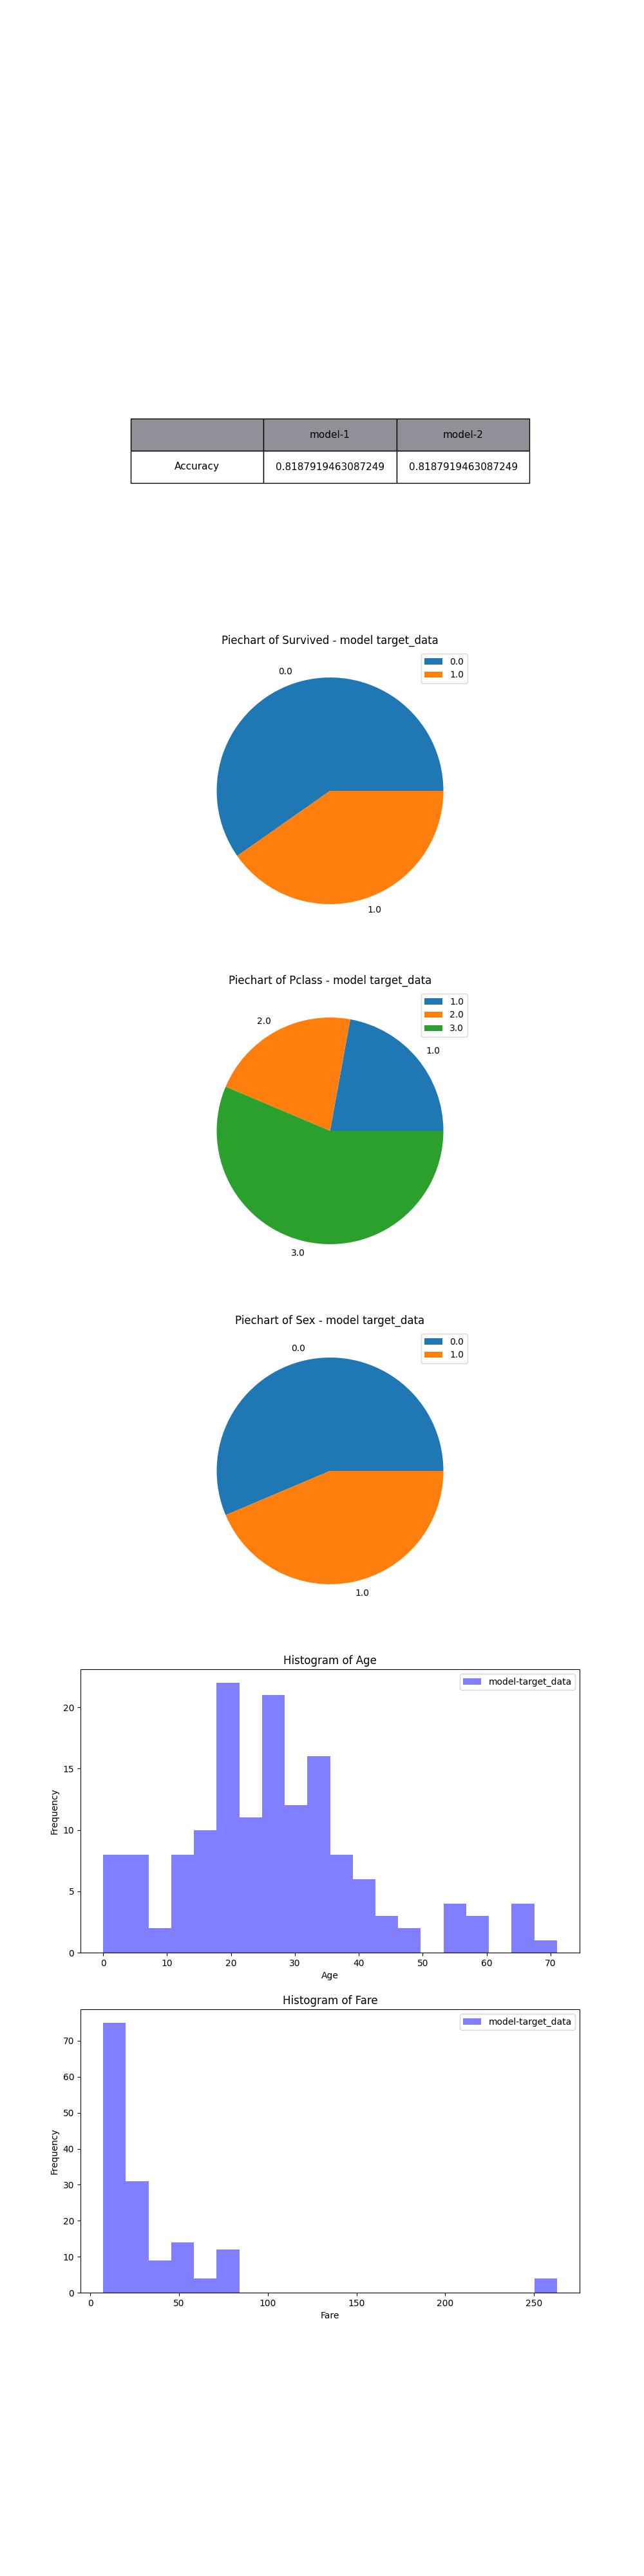 model-1 model-2
Accuracy 0.8187919463087249 0.8187919463087249
Piechart of Survived - model target_data
0.0
1.0
0.0
1.0
Piechart of Pclass - model target_data
1.0
2.0
3.0
2.0
1.0
3.0
Piechart of Sex - model target_data
0.0
1.0
0.0
1.0
Histogram of Age
model-target_data
Frequency
20
15
10
5
0
0 10 20 30 40 50 60 70
Age
Histogram of Fare
model-target_data
Frequency
70
60
50
40
30
20
10
0
0 50 100 150 200 250
Fare